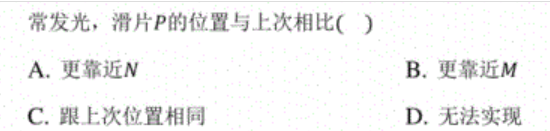 常发光，滑片P的位置与上次相比(    )
A. 更靠近N    B. 更靠近M
C. 跟上次位置相同    D. 无法实现